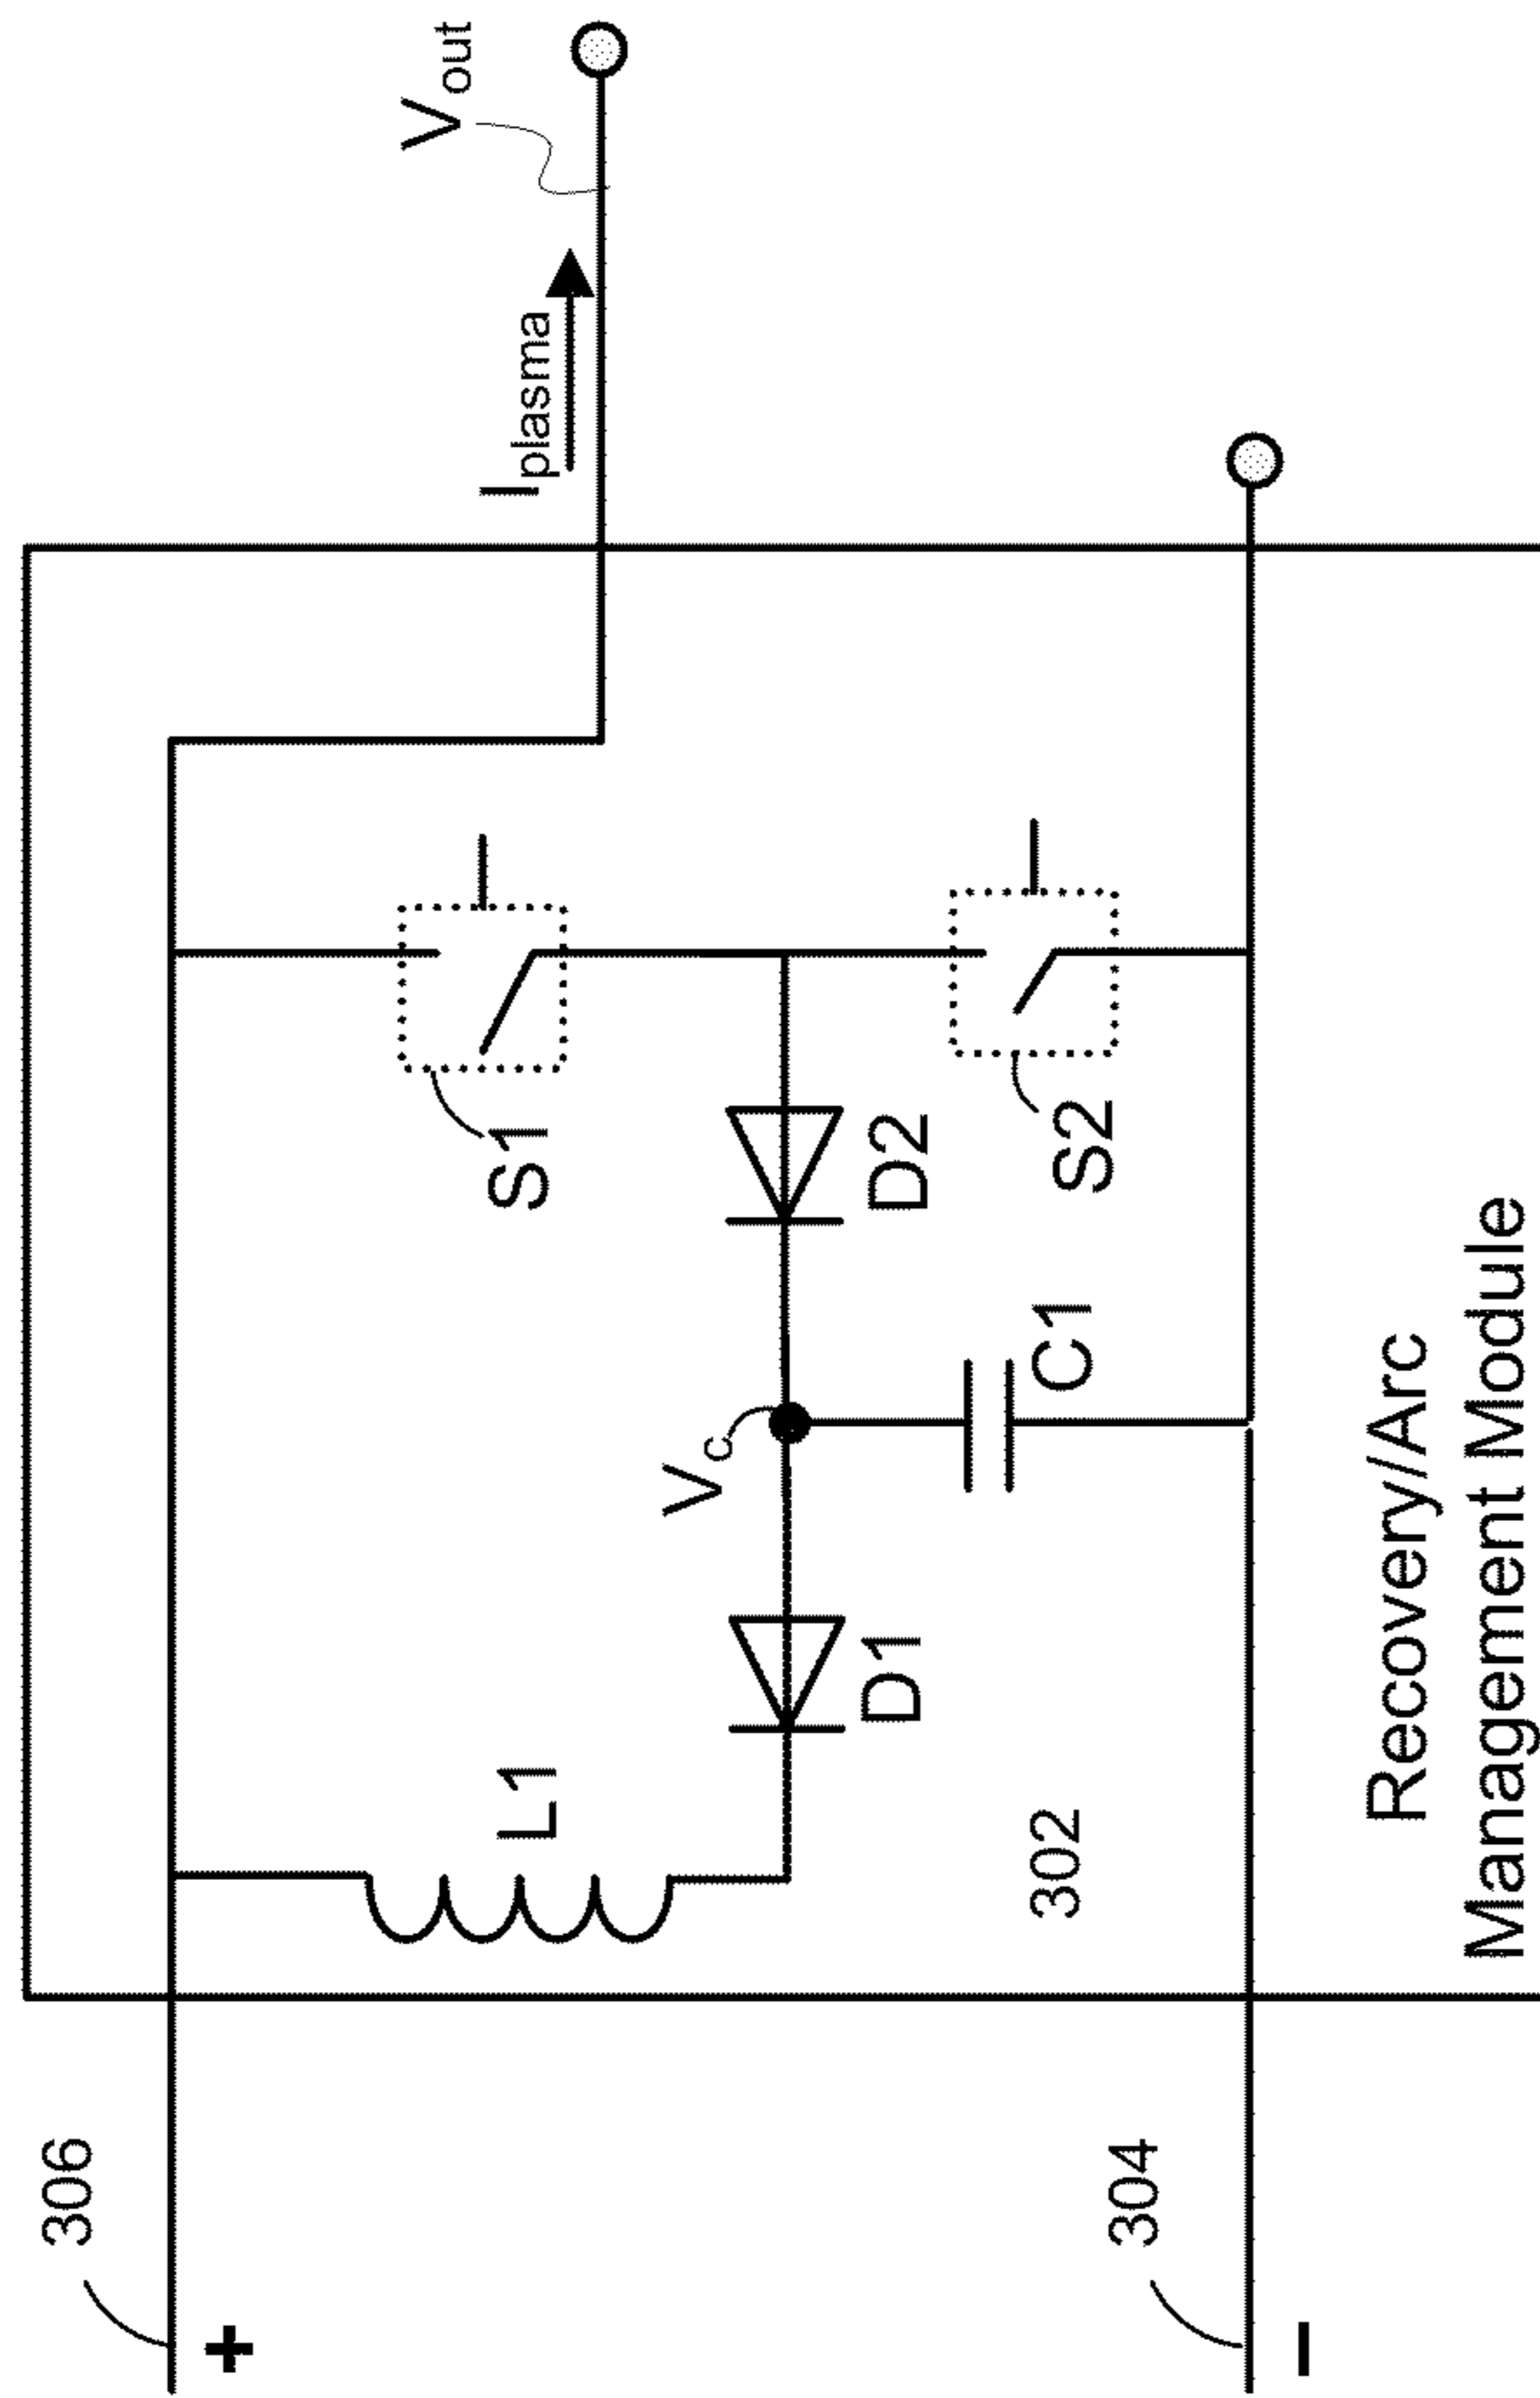 306
+
304
–
L1
D1
302
V_c
C1
D2
S1
S2
I_plasma
V_out
Recovery/Arc
Management Module